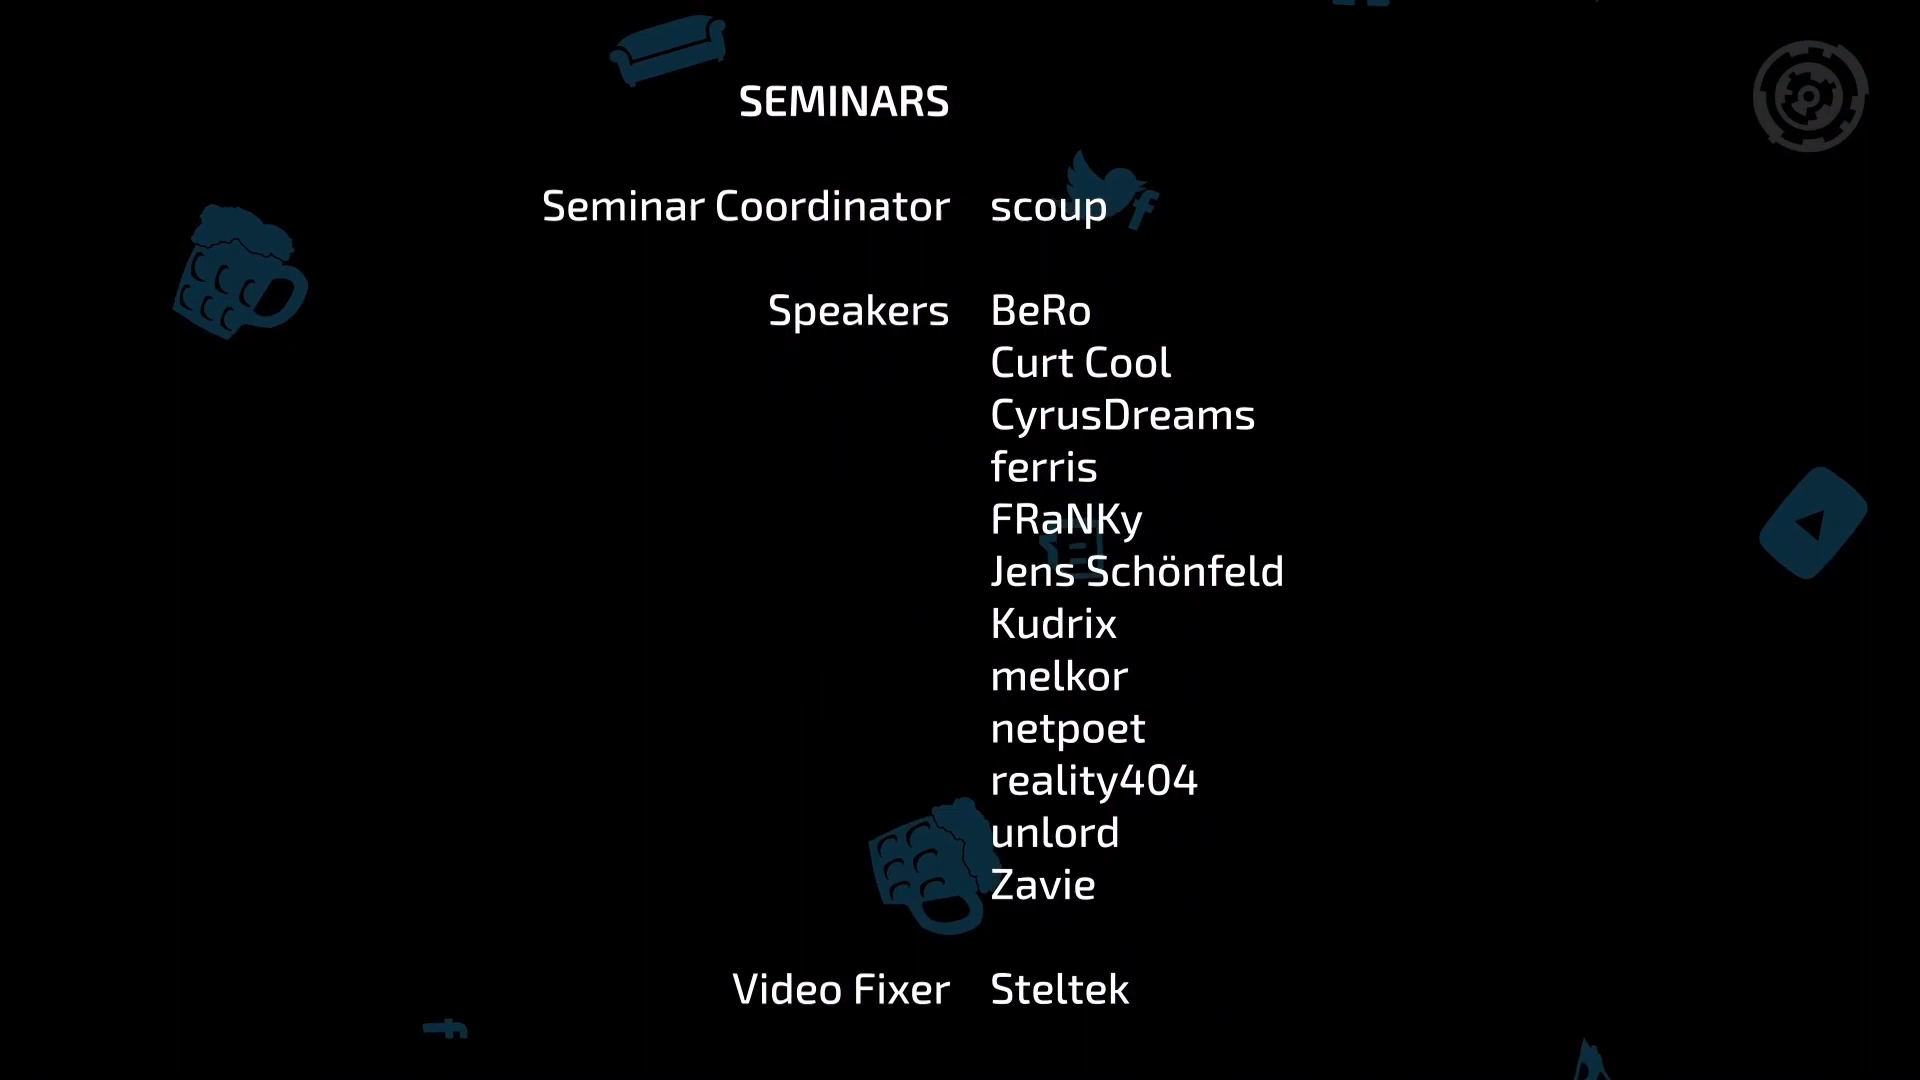 SEMINARS
Seminar Coordinator scoup
Speakers BeRo
Curt Cool
CyrusDreams
ferris
FRaNKy
Jens Schönfeld
Kudrix
melkor
netpoet
reality404
unlord
Zavie
Video Fixer Steltek